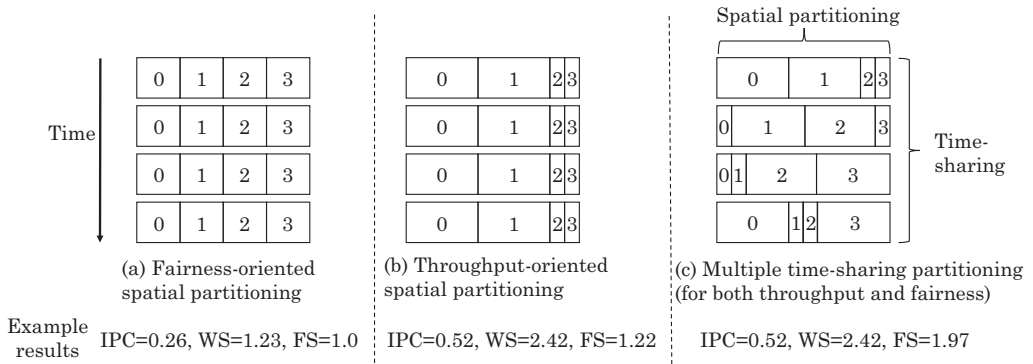 Spatial partitioning
Time
0 1 2 3
0 1 2 3
0 1 2 3
0 1 2 3
(a) Fairness-oriented
spatial partitioning
0 1 2 3
0 1 2 3
0 1 2 3
0 1 2 3
(b) Throughput-oriented
spatial partitioning
0 1 2 3
0 1 2 3
0 1 2 3
0 1 2 3
Time-
sharing
(c) Multiple time-sharing partitioning
(for both throughput and fairness)
Example
results
IPC=0.26, WS=1.23, FS=1.0
IPC=0.52, WS=2.42, FS=1.22
IPC=0.52, WS=2.42, FS=1.97